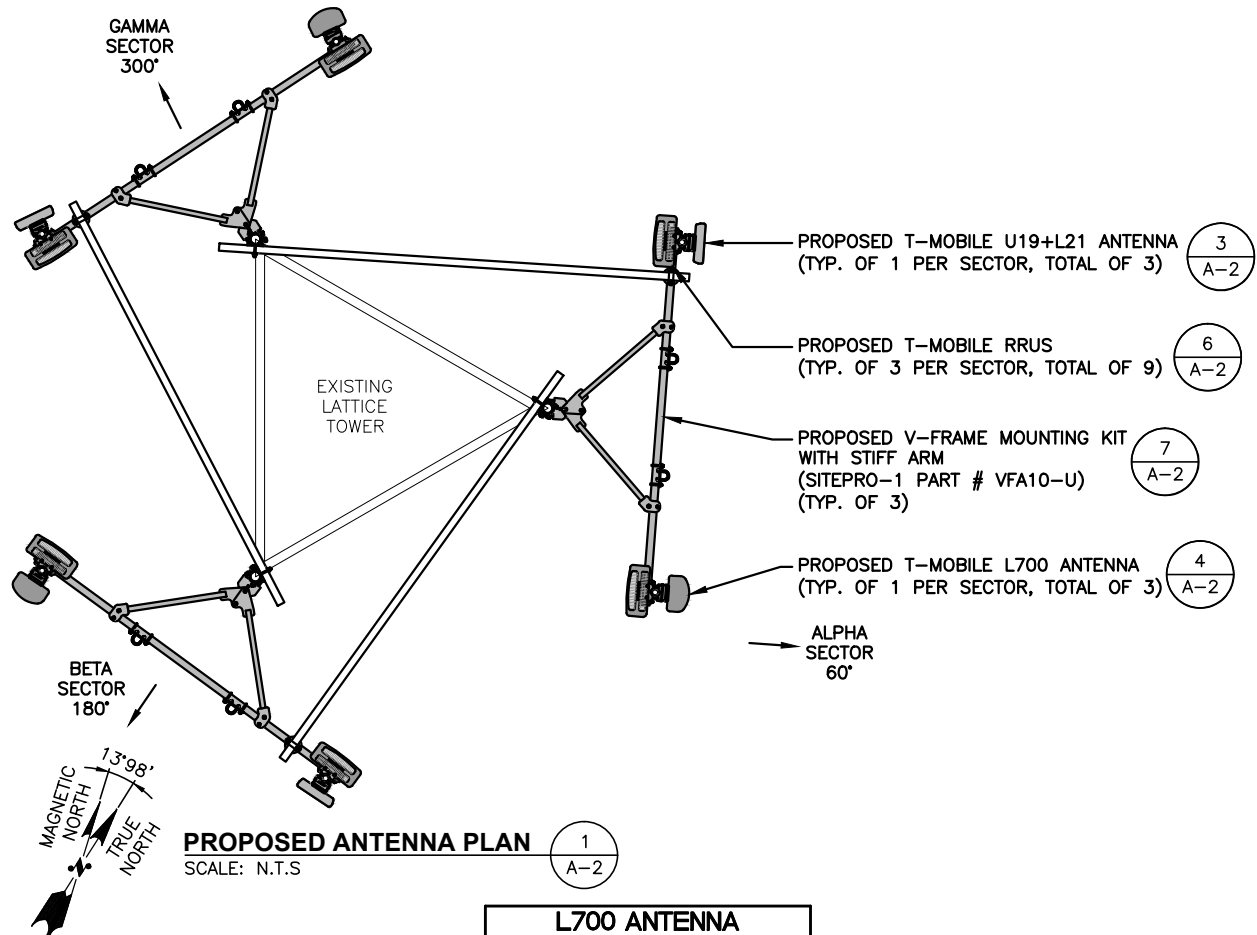 GAMMA
SECTOR
300°
PROPOSED T-MOBILE U19+L21 ANTENNA
(TYP. OF 1 PER SECTOR, TOTAL OF 3)
3
A-2
PROPOSED T-MOBILE RRUS
(TYP. OF 3 PER SECTOR, TOTAL OF 9)
6
A-2
EXISTING
LATTICE
TOWER
PROPOSED V-FRAME MOUNTING KIT
WITH STIFF ARM
(SITEPRO-1 PART # VFA10-U)
(TYP. OF 3)
7
A-2
PROPOSED T-MOBILE L700 ANTENNA
(TYP. OF 1 PER SECTOR, TOTAL OF 3)
4
A-2
ALPHA
SECTOR
60°
BETA
SECTOR
180°
13°98'
MAGNETIC
NORTH
TRUE
NORTH
N
PROPOSED ANTENNA PLAN
SCALE: N.T.S
1
A-2
L700 ANTENNA